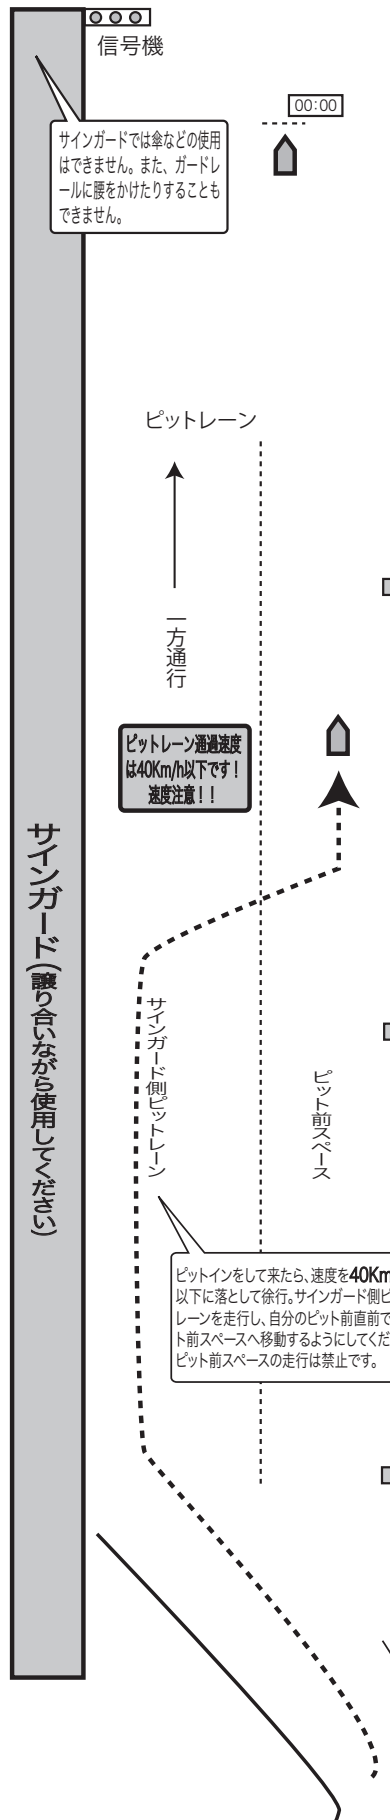 信号機
00:00
サインガードでは傘などの使用
はできません。また、ガードレ
ールに腰をかけたりすることも
できません。
ピットレーン
一方通行
ピットレーン通過速度
は40Km/h以下です！
速度注意！！
サインガード(譲り合いながら使用してください)
サインガード側ピットレーン
ピット前スペース
ピットインをして来たら、速度を40Km
以下に落として徐行。サインガード側ピ
レーンを走行し、自分のピット前直前で
ト前スペースへ移動するようにしてくだ
ピット前スペースの走行は禁止です。